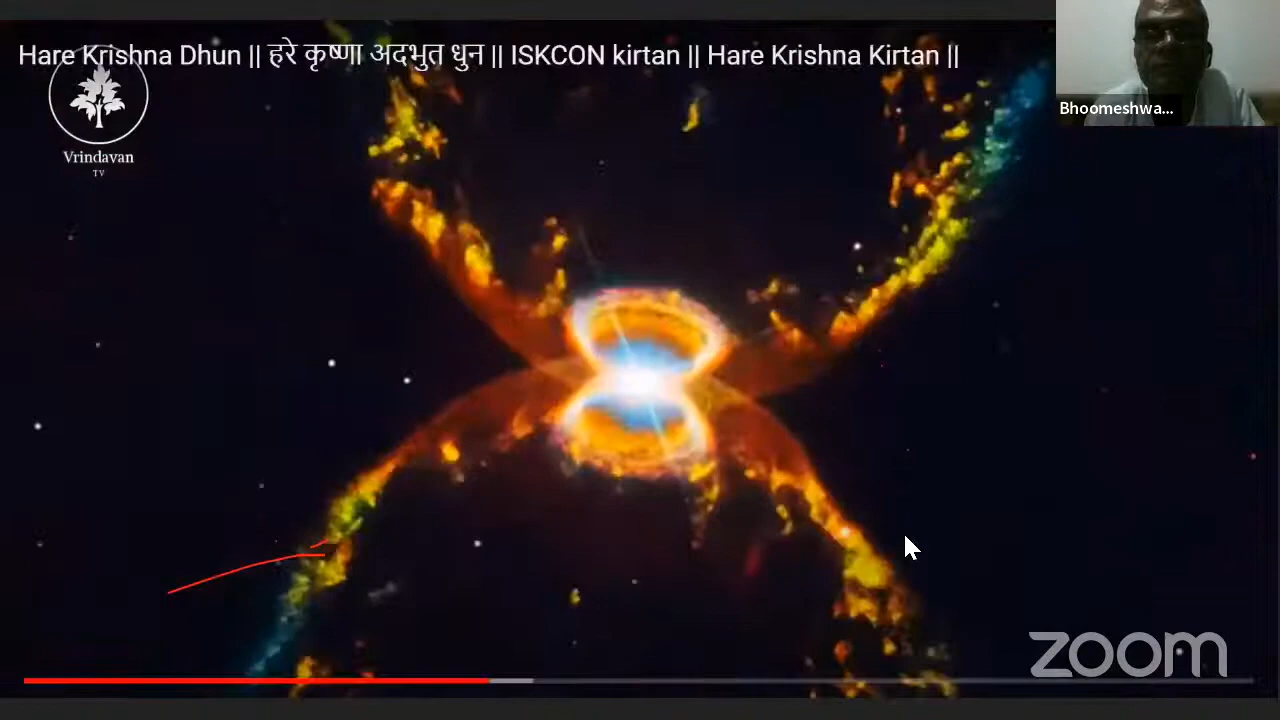 Hare Krishna Dhun || हरे कृष्णा अदभुत धुन || ISKCON kirtan || Hare Krishna Kirtan ||
Vrindavan
TV
Bhoomeshwa...
zoom